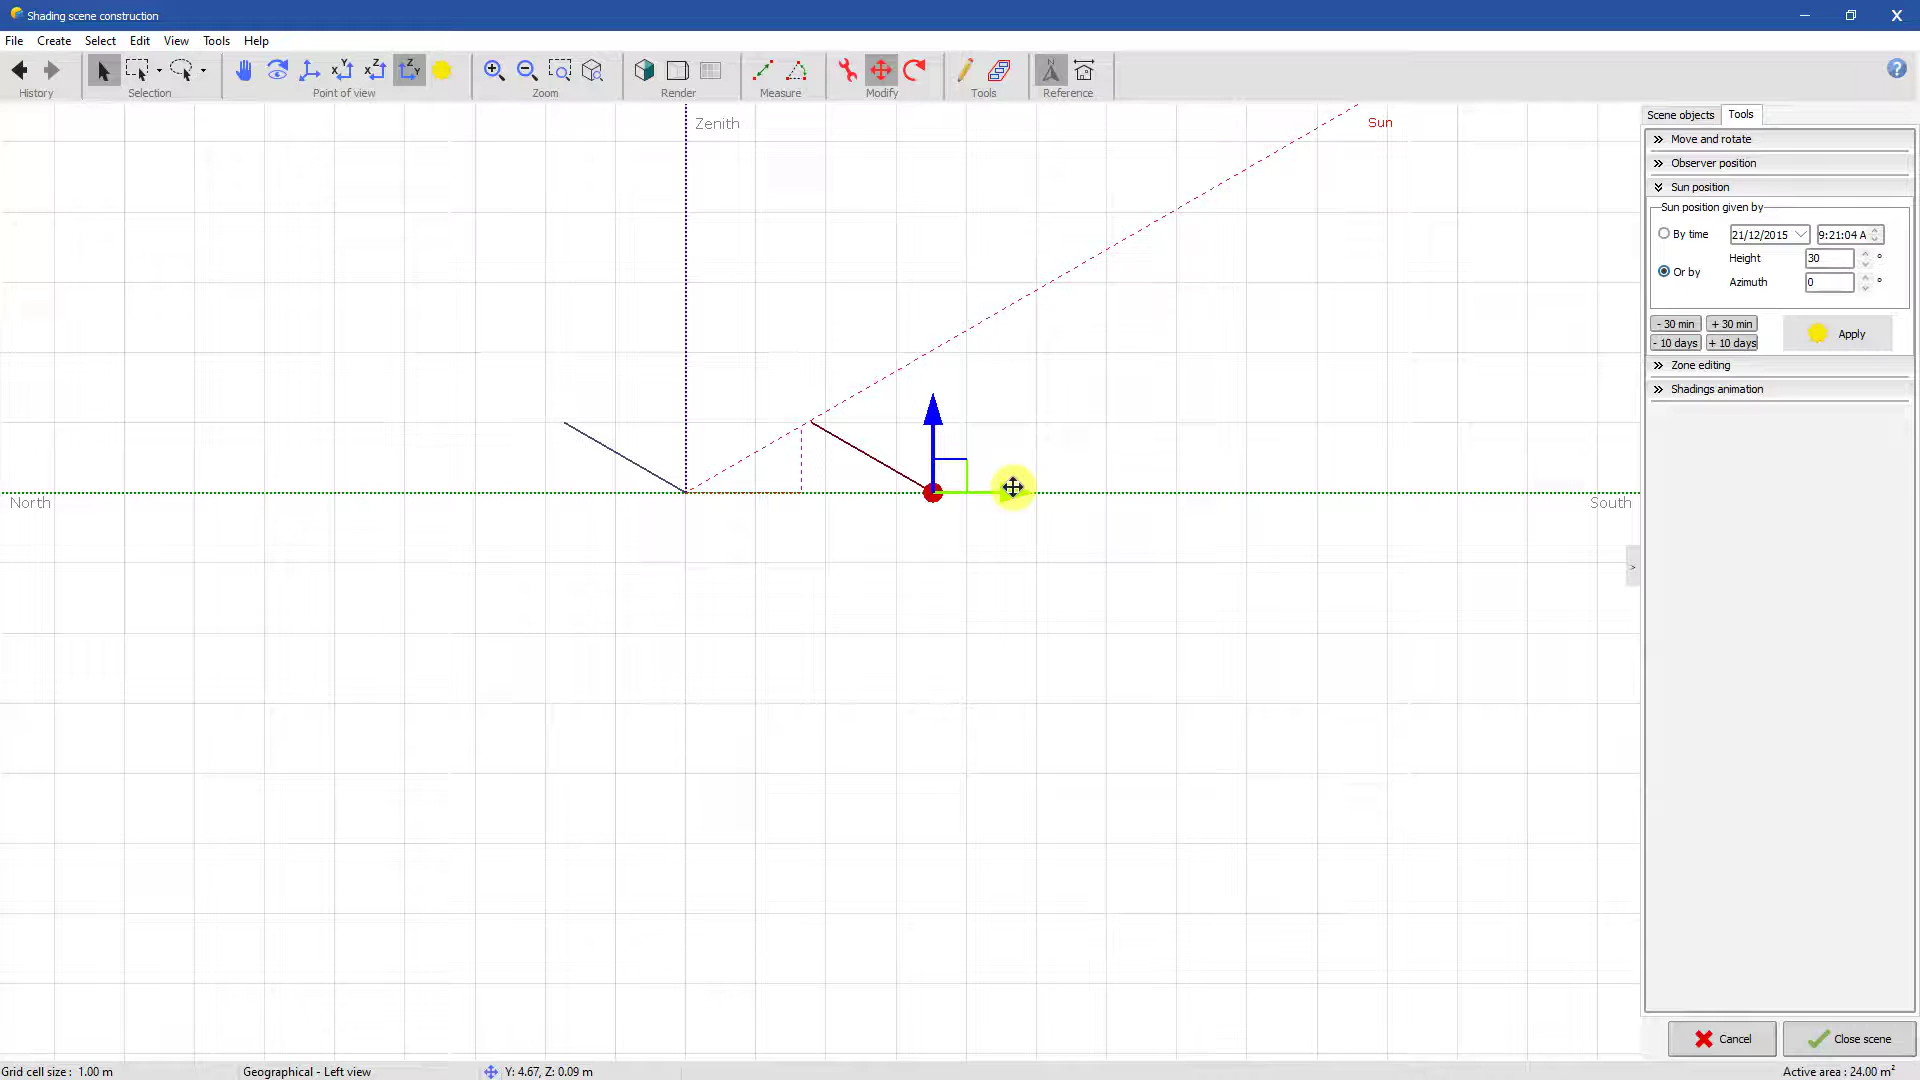 Shading scene construction
File Create Select Edit View Tools Help
X Y X Z Z Y
History Selection Point of view Zoom Render Measure Modify Tools Reference
Zenith
Sun
North
South
Scene objects Tools
Move and rotate
Observer position
Sun position
Sun position given by
By time 21/12/2015 9:21:04 A
Height 30 °
Or by
Azimuth 0 °
- 30 min + 30 min
- 10 days + 10 days
Apply
Zone editing
Shadings animation
>
Cancel Close scene
Grid cell size : 1.00 m Geographical - Left view Y: 4.67, Z: 0.09 m Active area : 24.00 m²